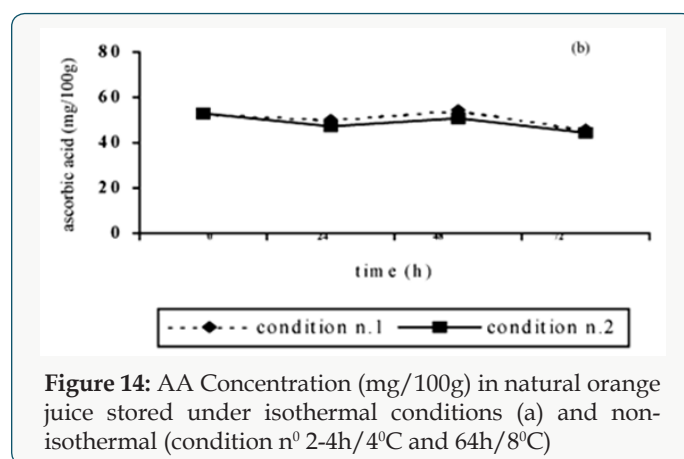 (b)
ascorbic acid (mg/100g)
80
60
40
20
0
0 24 48 72
time (h)
condition n.1 condition n.2
Figure 14: AA Concentration (mg/100g) in natural orange
juice stored under isothermal conditions (a) and non-
isothermal (condition n⁰ 2-4h/4⁰C and 64h/8⁰C)